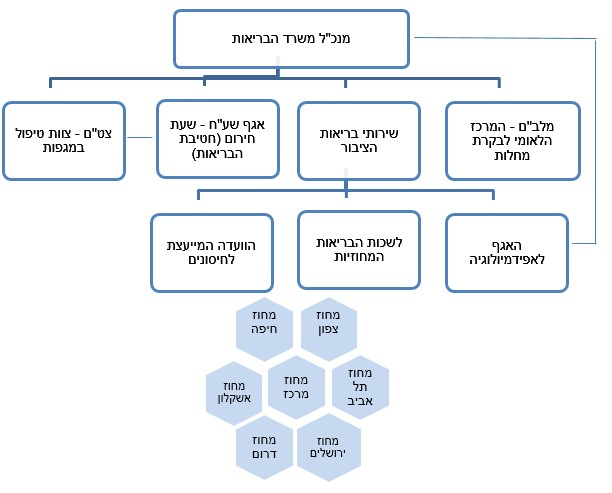 מנכ"ל משרד הבריאות
מלב"ם - המרכז
הלאומי לבקרת
מחלות
שירותי בריאות
הציבור
אגף שע"ח - שעת
חירום (חטיבת
הבריאות)
צט"ם - צוות טיפול
במגפות
האגף
לאפידמיולוגיה
לשכות הבריאות
המחוזיות
הוועדה המייעצת
לחיסונים
מחוז
צפון
מחוז
חיפה
מחוז
תל
אביב
מחוז
מרכז
מחוז
אשקלון
מחוז
ירושלים
מחוז
דרום